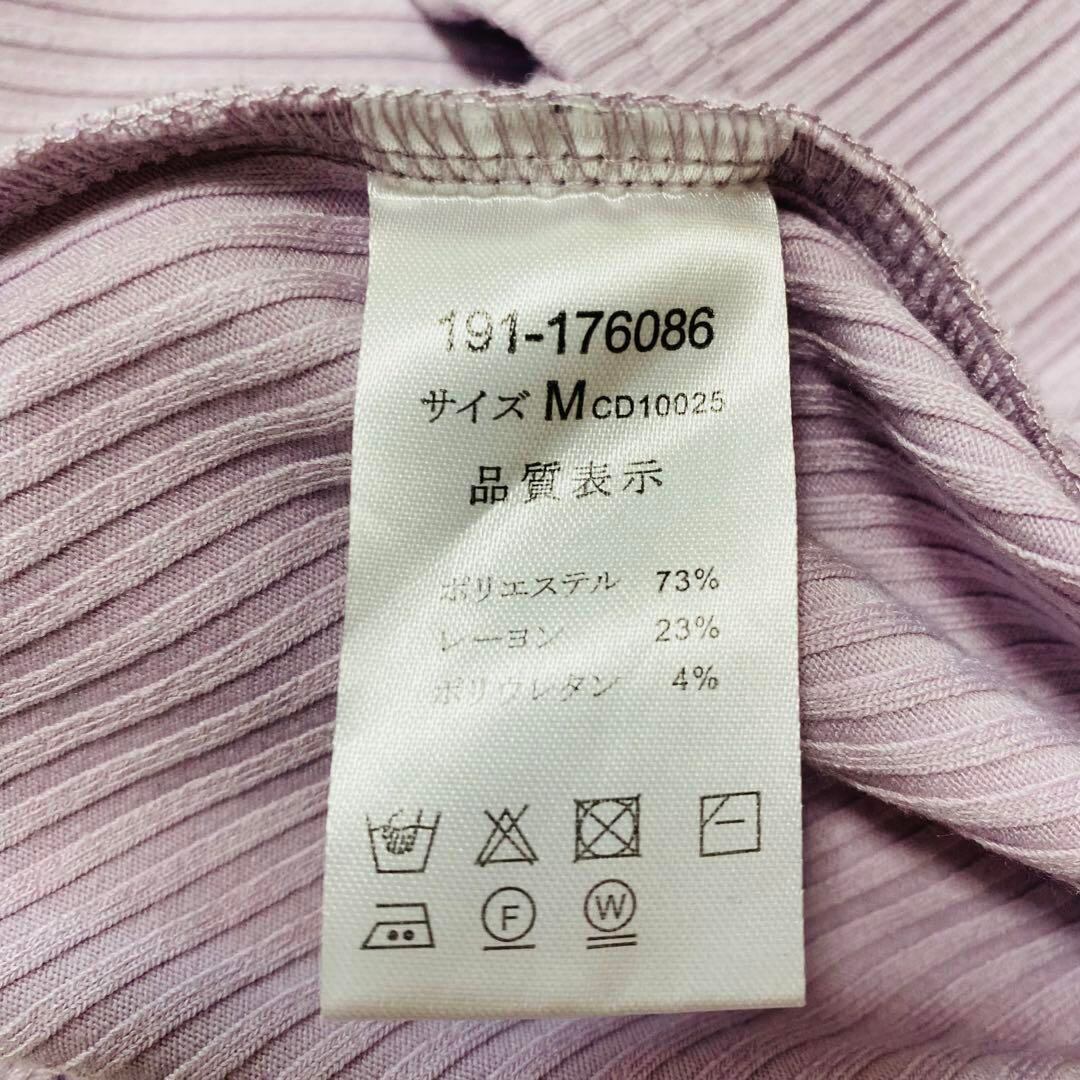 191-176086
サイズ M CD10025
品質表示
ポリエステル 73%
レーヨン 23%
ポリウレタン 4%
F W